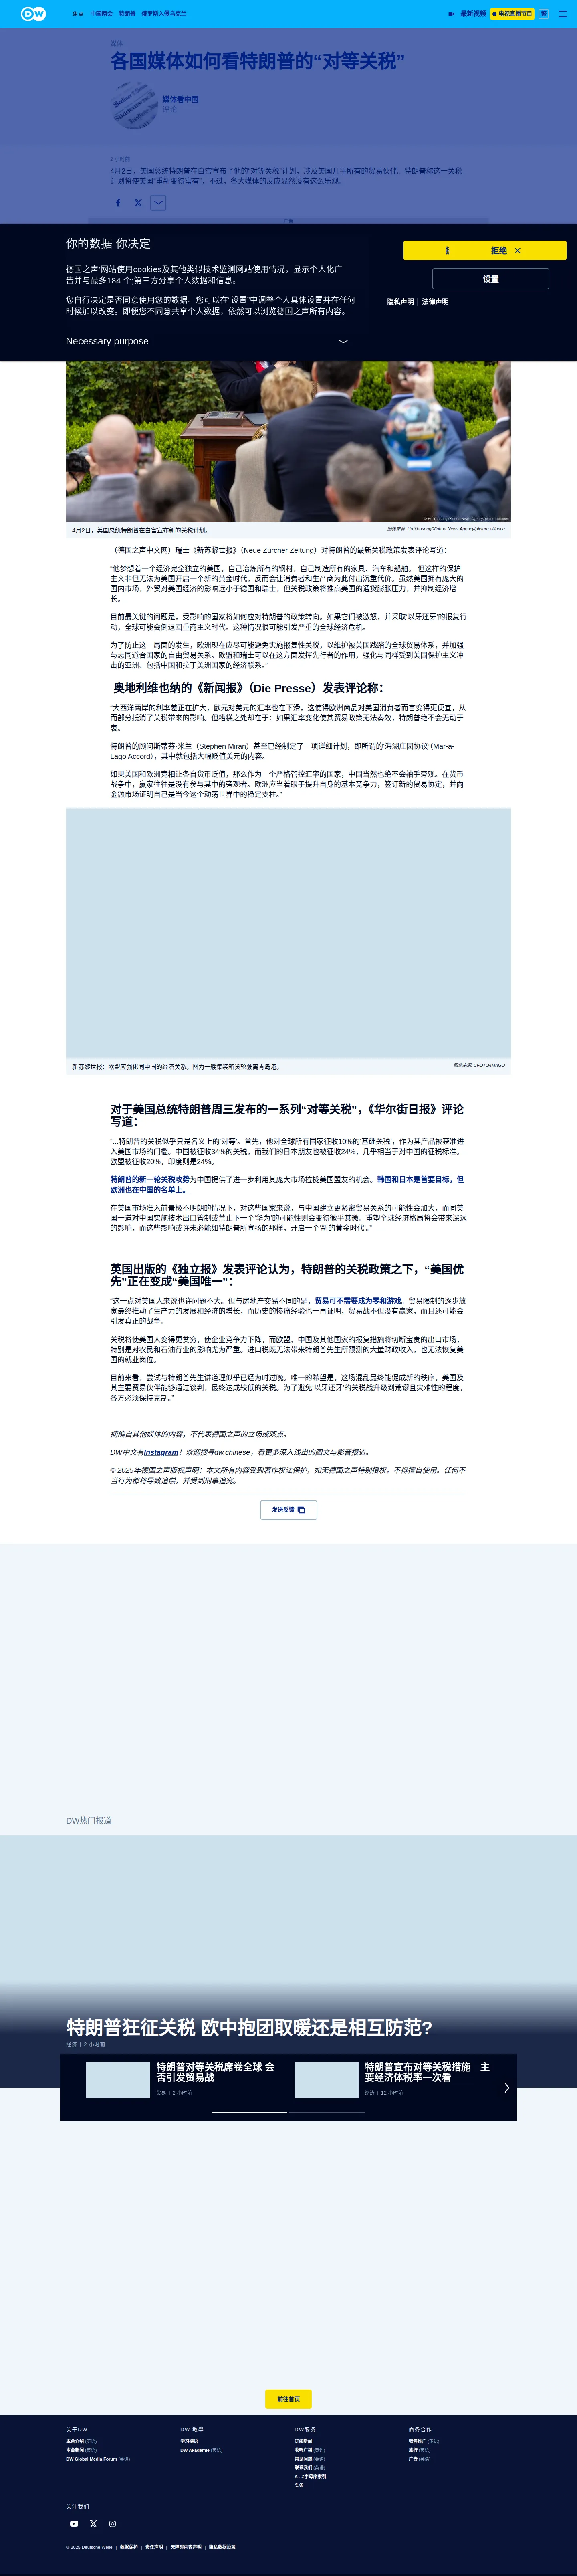 DW
焦点 中国两会 特朗普 俄罗斯入侵乌克兰
最新视频 电视直播节目 繁
媒体
各国媒体如何看特朗普的“对等关税”
媒体看中国
评论
2 小时前
4月2日，美国总统特朗普在白宫宣布了他的“对等关税”计划，涉及美国几乎所有的贸易伙伴。特朗普称这一关税
计划将使美国“重新变得富有”，不过，各大媒体的反应显然没有这么乐观。
广告
你的数据 你决定
德国之声'网站使用cookies及其他类似技术监测网站使用情况，显示个人化广
告并与最多184 个;第三方分享个人数据和信息。
您自行决定是否同意使用您的数据。您可以在"设置"中调整个人具体设置并在任何
时候加以改变。即便您不同意共享个人数据，依然可以浏览德国之声所有内容。
Necessary purpose
拒绝
设置
隐私声明 | 法律声明
© Hu Yousong/Xinhua News Agency/picture alliance
4月2日，美国总统特朗普在白宫宣布新的关税计划。
图像来源: Hu Yousong/Xinhua News Agency/picture alliance
（德国之声中文网）瑞士《新苏黎世报》（Neue Zürcher Zeitung）对特朗普的最新关税政策发表评论写道：
“他梦想着一个经济完全独立的美国，自己冶炼所有的钢材，自己制造所有的家具、汽车和船舶。 但这样的保护
主义非但无法为美国开启一个新的黄金时代，反而会让消费者和生产商为此付出沉重代价。虽然美国拥有庞大的
国内市场，外贸对美国经济的影响远小于德国和瑞士，但关税政策将推高美国的通货膨胀压力，并抑制经济增
长。
目前最关键的问题是，受影响的国家将如何应对特朗普的政策转向。如果它们被激怒，并采取‘以牙还牙’的报复行
动，全球可能会倒退回重商主义时代。这种情况很可能引发严重的全球经济危机。
为了防止这一局面的发生，欧洲现在应尽可能避免实施报复性关税，以维护被美国践踏的全球贸易体系，并加强
与志同道合国家的自由贸易关系。欧盟和瑞士可以在这方面发挥先行者的作用，强化与同样受到美国保护主义冲
击的亚洲、包括中国和拉丁美洲国家的经济联系。”
奥地利维也纳的《新闻报》（Die Presse）发表评论称：
“大西洋两岸的利率差正在扩大，欧元对美元的汇率也在下滑，这使得欧洲商品对美国消费者而言变得更便宜，从
而部分抵消了关税带来的影响。但糟糕之处却在于：如果汇率变化使其贸易政策无法奏效，特朗普绝不会无动于
衷。
特朗普的顾问斯蒂芬·米兰（Stephen Miran）甚至已经制定了一项详细计划，即所谓的‘海湖庄园协议’（Mar-a-
Lago Accord），其中就包括大幅贬值美元的内容。
如果美国和欧洲竞相让各自货币贬值，那么作为一个严格管控汇率的国家，中国当然也绝不会袖手旁观。在货币
战争中，赢家往往是没有参与其中的旁观者。欧洲应当着眼于提升自身的基本竞争力，签订新的贸易协定，并向
金融市场证明自己是当今这个动荡世界中的稳定支柱。”
新苏黎世报：欧盟应强化同中国的经济关系。图为一艘集装箱货轮驶离青岛港。
图像来源: CFOTO/IMAGO
对于美国总统特朗普周三发布的一系列“对等关税”，《华尔街日报》评论
写道：
“...特朗普的关税似乎只是名义上的‘对等’。首先，他对全球所有国家征收10%的‘基础关税’，作为其产品被获准进
入美国市场的门槛。中国被征收34%的关税，而我们的日本朋友也被征收24%，几乎相当于对中国的征税标准。
欧盟被征收20%，印度则是24%。
特朗普的新一轮关税攻势为中国提供了进一步利用其庞大市场拉拢美国盟友的机会。韩国和日本是首要目标，但
欧洲也在中国的名单上。
在美国市场准入前景极不明朗的情况下，对这些国家来说，与中国建立更紧密贸易关系的可能性会加大，而同美
国一道对中国实施技术出口管制或禁止下一个‘华为’的可能性则会变得微乎其微。重塑全球经济格局将会带来深远
的影响，而这些影响或许未必能如特朗普所宣扬的那样，开启一个‘新的黄金时代’。”
英国出版的《独立报》发表评论认为，特朗普的关税政策之下，“美国优
先”正在变成“美国唯一”：
“这一点对美国人来说也许问题不大。但与房地产交易不同的是，贸易可不需要成为零和游戏。贸易限制的逐步放
宽最终推动了生产力的发展和经济的增长，而历史的惨痛经验也一再证明，贸易战不但没有赢家，而且还可能会
引发真正的战争。
关税将使美国人变得更贫穷，使企业竞争力下降，而欧盟、中国及其他国家的报复措施将切断宝贵的出口市场，
特别是对农民和石油行业的影响尤为严重。进口税既无法带来特朗普先生所预测的大量财政收入，也无法恢复美
国的就业岗位。
目前来看，尝试与特朗普先生讲道理似乎已经为时过晚。唯一的希望是，这场混乱最终能促成新的秩序，美国及
其主要贸易伙伴能够通过谈判，最终达成较低的关税。为了避免‘以牙还牙’的关税战升级到荒谬且灾难性的程度，
各方必须保持克制。”
摘编自其他媒体的内容，不代表德国之声的立场或观点。
DW中文有Instagram！欢迎搜寻dw.chinese，看更多深入浅出的图文与影音报道。
© 2025年德国之声版权声明：本文所有内容受到著作权法保护，如无德国之声特别授权，不得擅自使用。任何不
当行为都将导致追偿，并受到刑事追究。
发送反馈
DW热门报道
特朗普狂征关税 欧中抱团取暖还是相互防范?
经济 | 2 小时前
特朗普对等关税席卷全球 会
否引发贸易战
贸易 | 2 小时前
特朗普宣布对等关税措施 主
要经济体税率一次看
经济 | 12 小时前
前往首页
关于DW
本台介绍 (英语)
本台新闻 (英语)
DW Global Media Forum (英语)
DW 教學
学习德语
DW Akademie (英语)
DW服务
订阅新闻
收听广播 (英语)
常见问题 (英语)
联系我们 (英语)
A - Z字母序索引
头条
商务合作
销售推广 (英语)
旅行 (英语)
广告 (英语)
关注我们
© 2025 Deutsche Welle | 数据保护 | 责任声明 | 无障碍内容声明 | 隐私数据设置